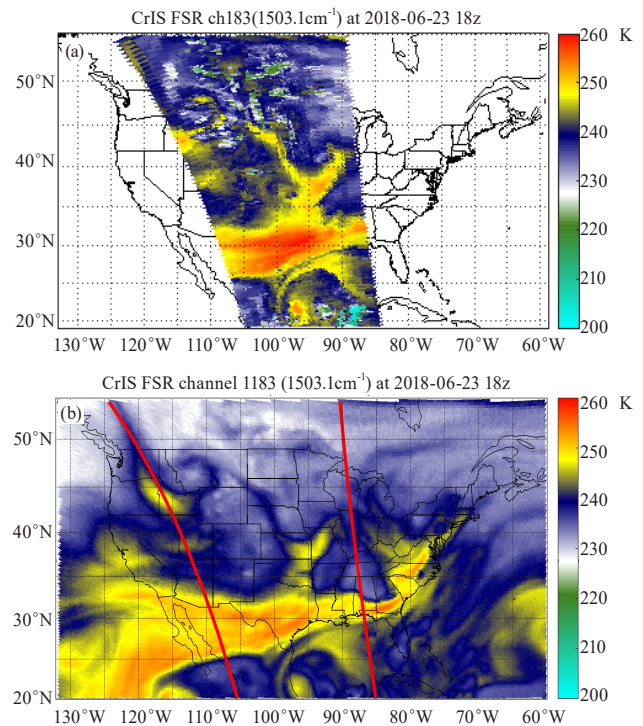 CrIS FSR ch183(1503.1cm⁻¹) at 2018-06-23 18z
(a)
50°N
40°N
30°N
20°N
130°W 120°W 110°W 100°W 90°W 80°W 70°W 60°W
260 K
250
240
230
220
210
200
CrIS FSR channel 1183 (1503.1cm⁻¹) at 2018-06-23 18z
(b)
50°N
40°N
30°N
20°N
130°W 120°W 110°W 100°W 90°W 80°W 70°W 60°W
260 K
250
240
230
220
210
200